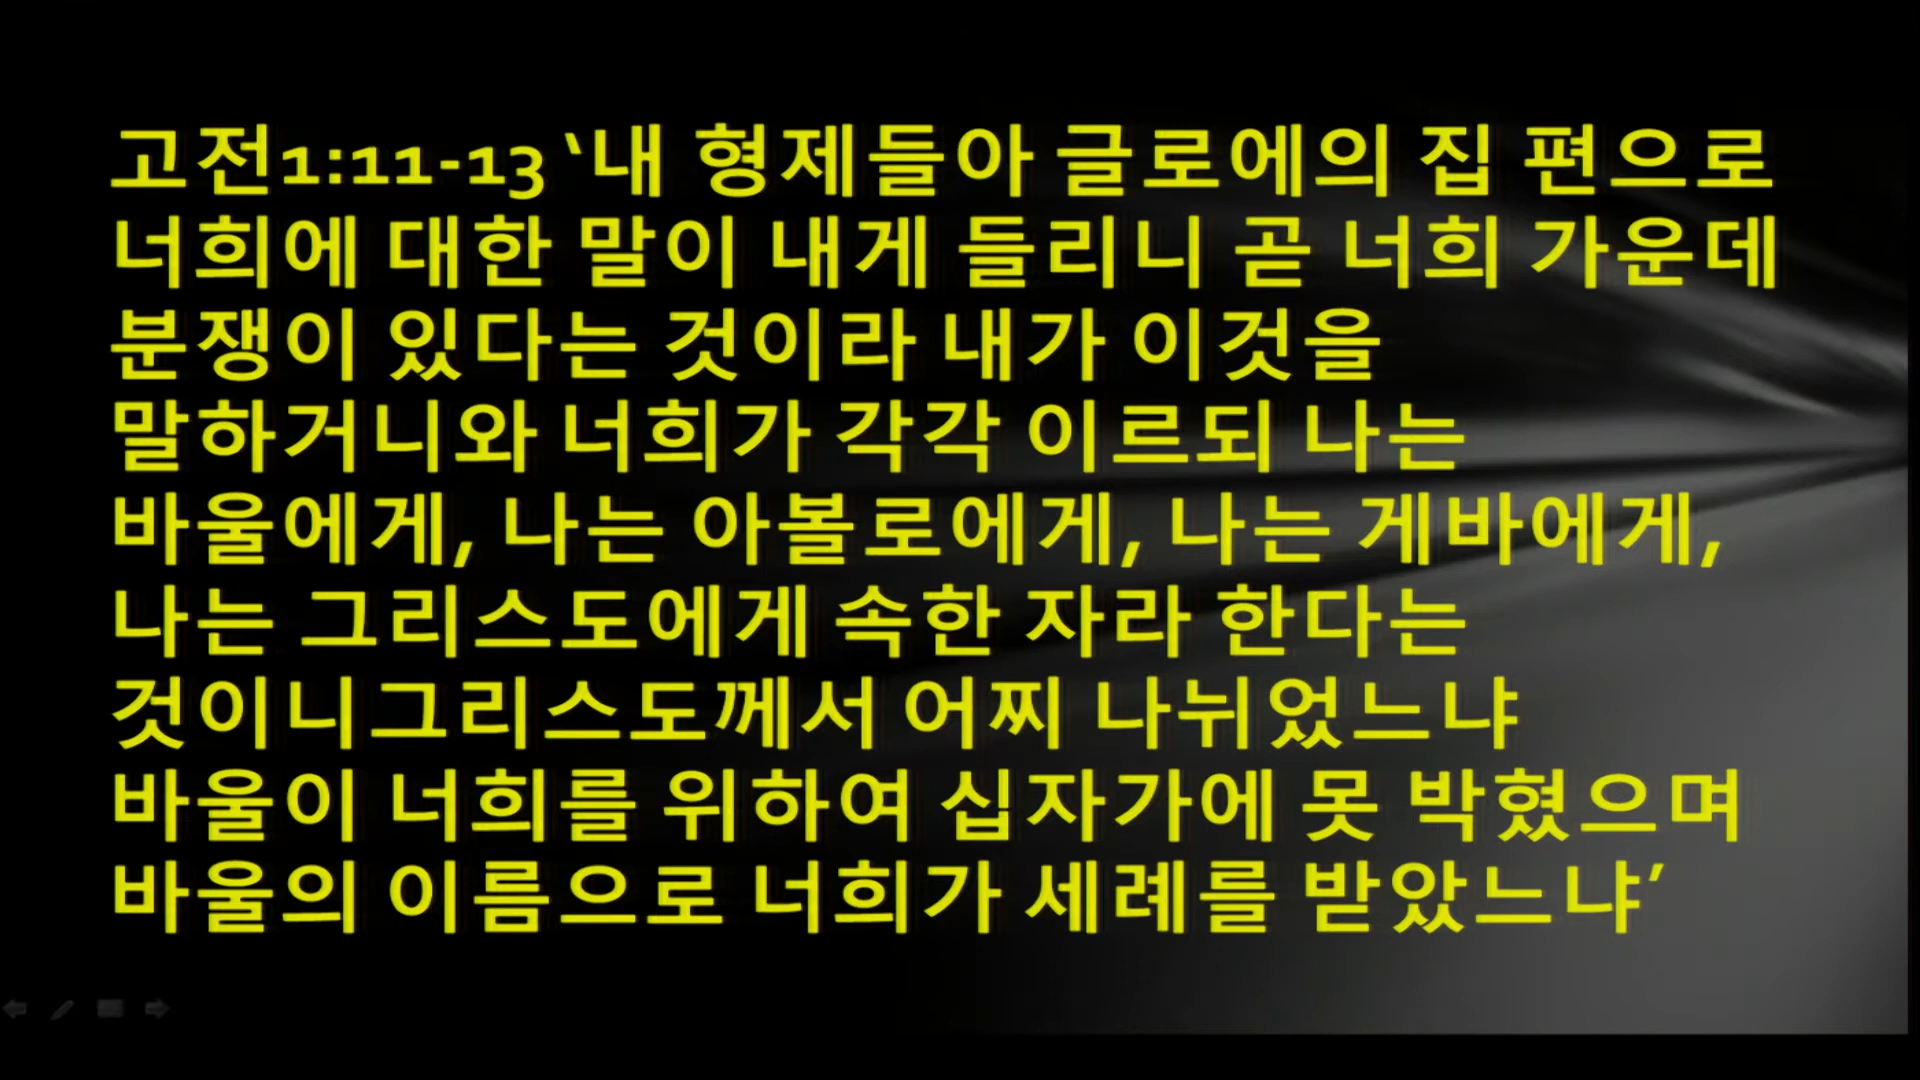 고전1:11-13 ‘내 형제들아 글로에의 집 편으로
너희에 대한 말이 내게 들리니 곧 너희 가운데
분쟁이 있다는 것이라 내가 이것을
말하거니와 너희가 각각 이르되 나는
바울에게, 나는 아볼로에게, 나는 게바에게,
나는 그리스도에게 속한 자라 한다는
것이니그리스도께서 어찌 나뉘었느냐
바울이 너희를 위하여 십자가에 못 박혔으며
바울의 이름으로 너희가 세례를 받았느냐’